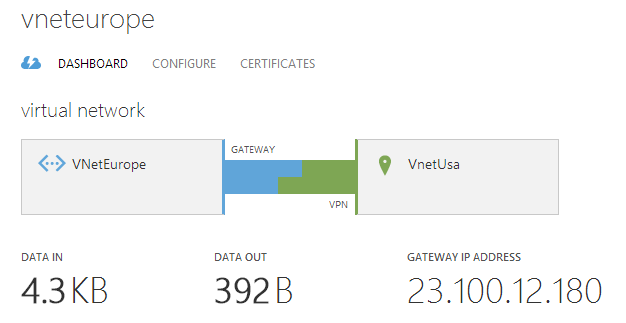 vneteurope
DASHBOARD CONFIGURE CERTIFICATES
virtual network
GATEWAY
VNetEurope VnetUsa
VPN
DATA IN DATA OUT GATEWAY IP ADDRESS
4.3 KB 392 B 23.100.12.180